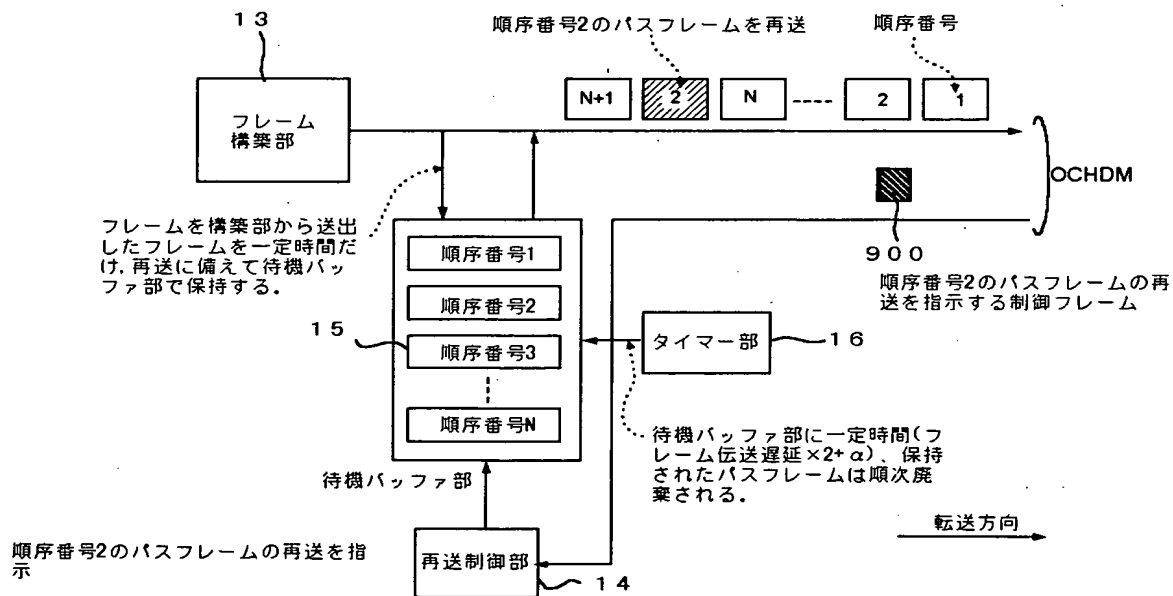 13
順序番号2のパスフレームを再送
順序番号
フレーム
構築部
N+1
2
N
2
1
OCHDM
フレームを構築部から送出
したフレームを一定時間だ
け,再送に備えて待機バッ
ファ部で保持する。
900
順序番号2のパスフレームの再
送を指示する制御フレーム
順序番号1
順序番号2
15
順序番号3
順序番号N
タイマー部
16
待機バッファ部に一定時間(フ
レーム伝送遅延×2+α)、保持
されたパスフレームは順次廃
棄される。
待機バッファ部
転送方向
順序番号2のパスフレームの再送を指
示
再送制御部
14